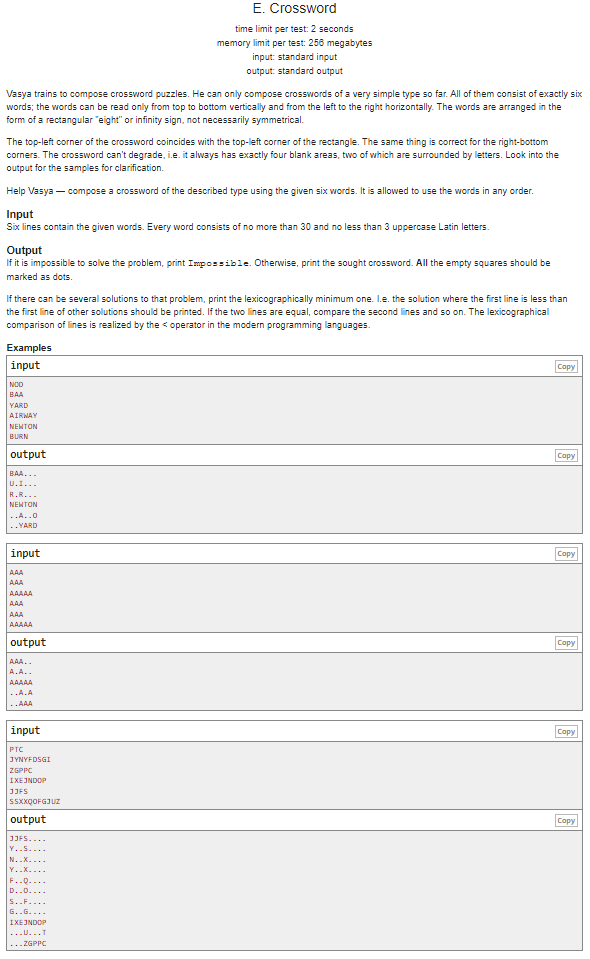 E. Crossword
time limit per test: 2 seconds
memory limit per test: 256 megabytes
input: standard input
output: standard output
Vasya trains to compose crossword puzzles. He can only compose crosswords of a very simple type so far. All of them consist of exactly six
words; the words can be read only from top to bottom vertically and from the left to the right horizontally. The words are arranged in the
form of a rectangular "eight" or infinity sign, not necessarily symmetrical.
The top-left corner of the crossword coincides with the top-left corner of the rectangle. The same thing is correct for the right-bottom
corners. The crossword can't degrade, i.e. it always has exactly four blank areas, two of which are surrounded by letters. Look into the
output for the samples for clarification.
Help Vasya — compose a crossword of the described type using the given six words. It is allowed to use the words in any order.
Input
Six lines contain the given words. Every word consists of no more than 30 and no less than 3 uppercase Latin letters.
Output
If it is impossible to solve the problem, print Impossible. Otherwise, print the sought crossword. All the empty squares should be
marked as dots.
If there can be several solutions to that problem, print the lexicographically minimum one. I.e. the solution where the first line is less than
the first line of other solutions should be printed. If the two lines are equal, compare the second lines and so on. The lexicographical
comparison of lines is realized by the < operator in the modern programming languages.
Examples
input
Copy
NOD
BAA
YARD
AIRWAY
NEWTON
BURN
output
Copy
BAA...
U.I...
R.R...
NEWTON
..A..O
..YARD
input
Copy
AAA
AAA
AAAAA
AAA
AAA
AAAAA
output
Copy
AAA..
A.A..
AAAAA
..A.A
..AAA
input
Copy
PTC
JYNYFDSGI
ZGPPC
IXEJNDOP
JJFS
SSXXQOFGJUZ
output
Copy
JJFS....
Y..S....
N..X....
Y..X....
F..Q....
D..O....
S..F....
G..G....
IXEJNDOP
...U...T
...ZGPPC